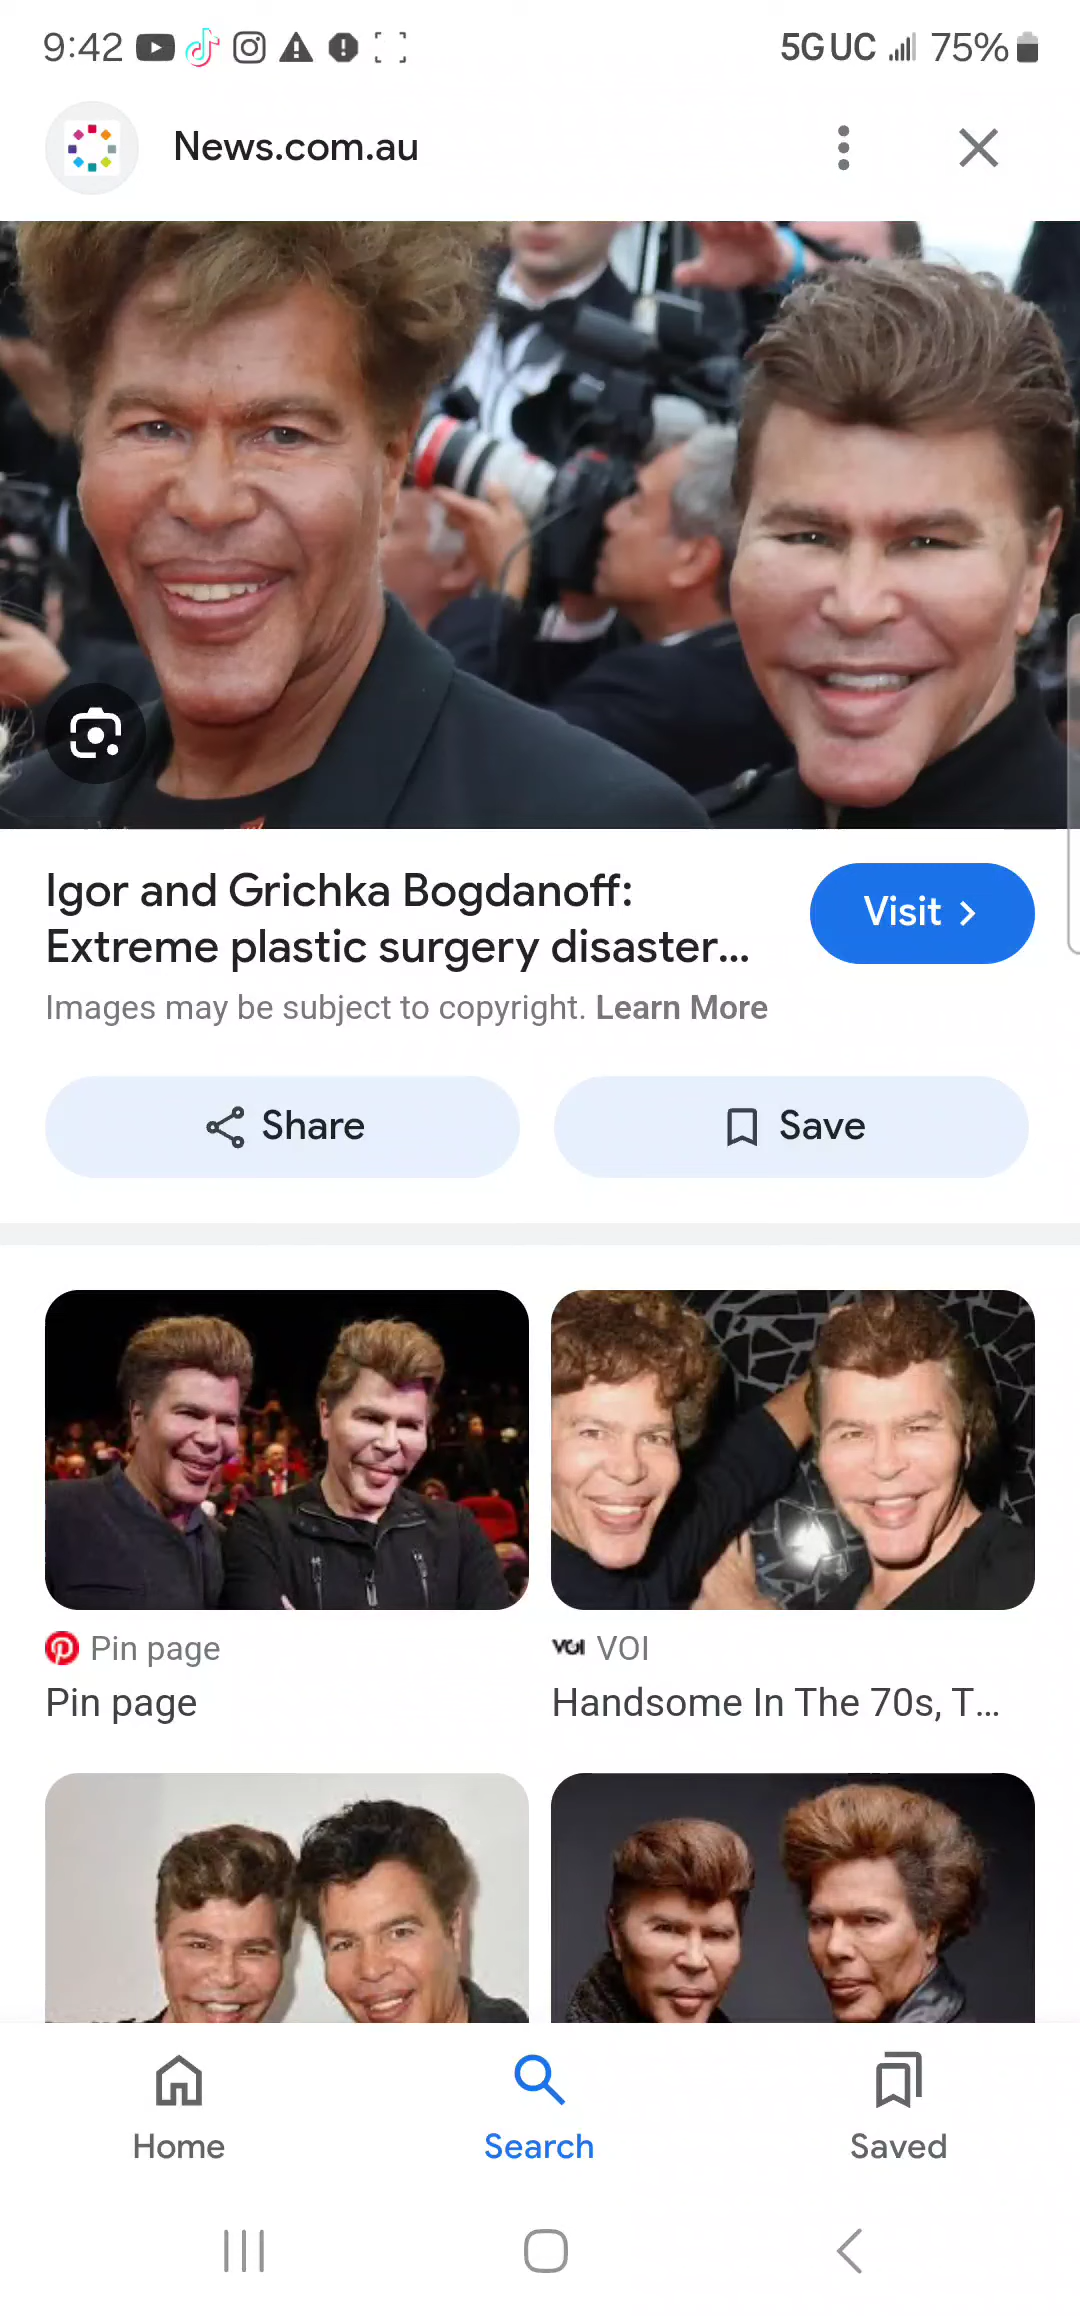 9:42 5G UC 75%
News.com.au
Igor and Grichka Bogdanoff:
Extreme plastic surgery disaster...
Visit
Images may be subject to copyright. Learn More
Share Save
Pin page VOI VOI
Pin page Handsome In The 70s, T...
Home Search Saved